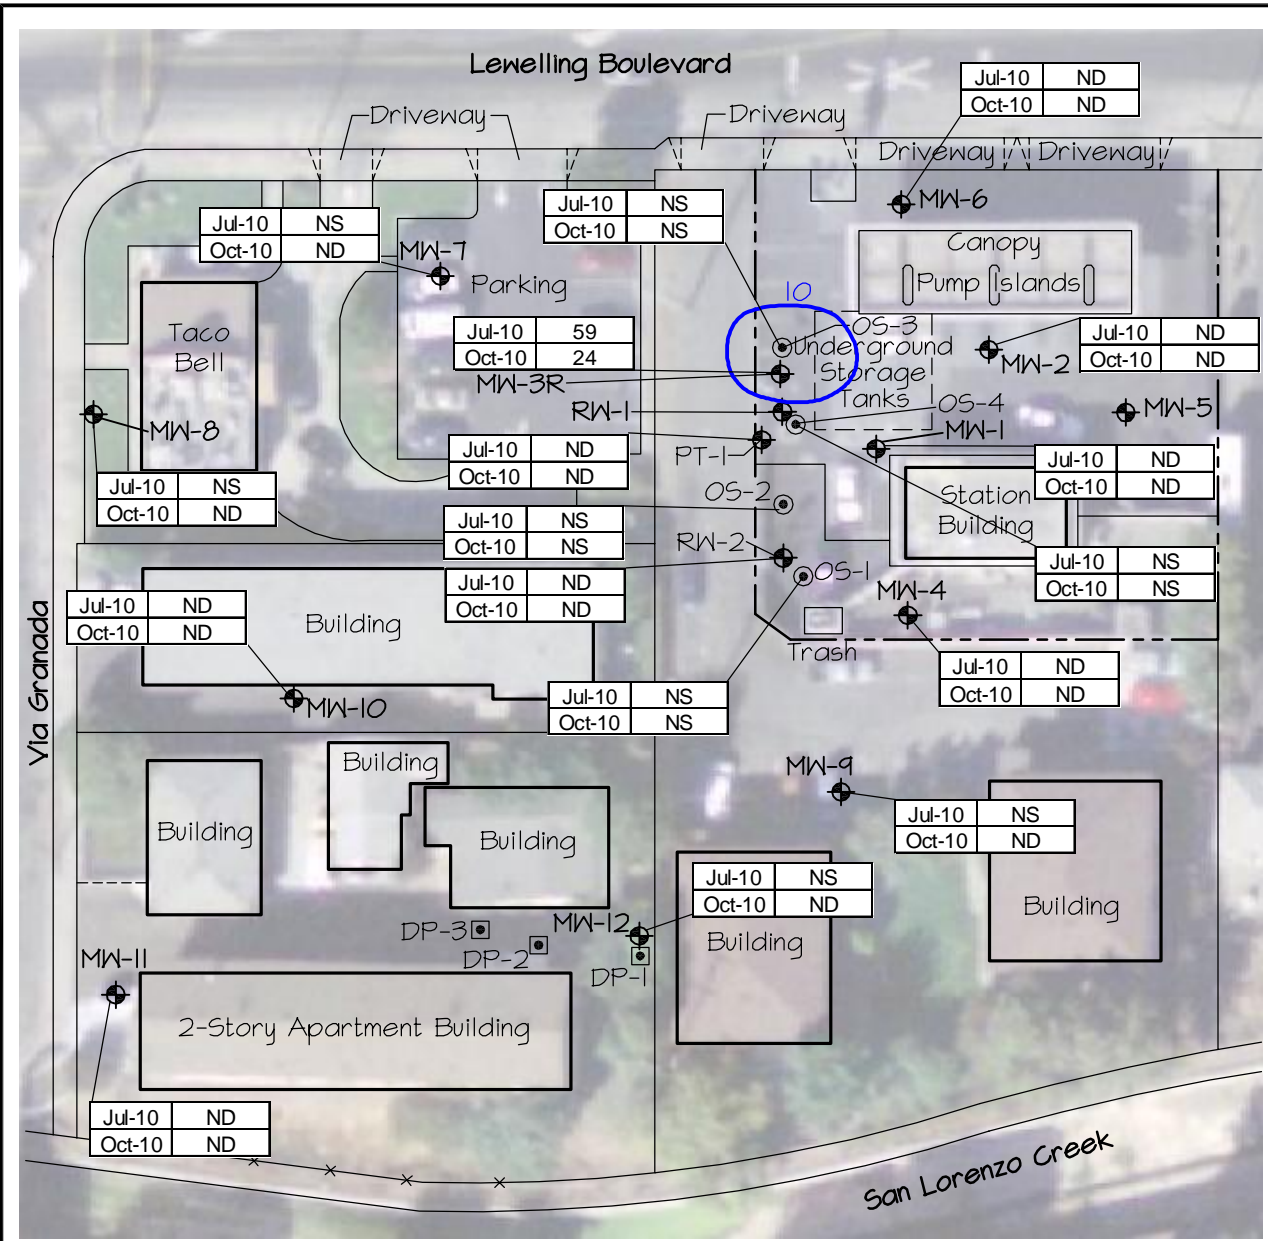 Lewelling Boulevard
Jul-10 ND
Oct-10 ND
Driveway
Driveway
Driveway
Driveway
MW-6
Jul-10 NS
Oct-10 NS
Jul-10 NS
Oct-10 ND
MW-7
Parking
Canopy
Pump Islands
10
Taco
Bell
Jul-10 59
Oct-10 24
MW-3R
OS-3
Underground
Storage
Tanks
MW-2
Jul-10 ND
Oct-10 ND
RW-1
OS-4
MW-5
MW-8
MW-1
PT-1
Jul-10 ND
Oct-10 ND
Jul-10 ND
Oct-10 ND
Jul-10 NS
Oct-10 ND
OS-2
Station
Building
Jul-10 NS
Oct-10 NS
RW-2
Jul-10 NS
Oct-10 NS
Jul-10 ND
Oct-10 ND
OS-1
MW-4
Jul-10 ND
Oct-10 ND
Building
Trash
Jul-10 ND
Oct-10 ND
Via Granada
MW-10
Jul-10 NS
Oct-10 NS
Building
MW-9
Building
Building
Jul-10 NS
Oct-10 ND
Jul-10 NS
Oct-10 ND
Building
DP-3
DP-2
MW-12
DP-1
Building
MW-11
2-Story Apartment Building
Jul-10 ND
Oct-10 ND
San Lorenzo Creek